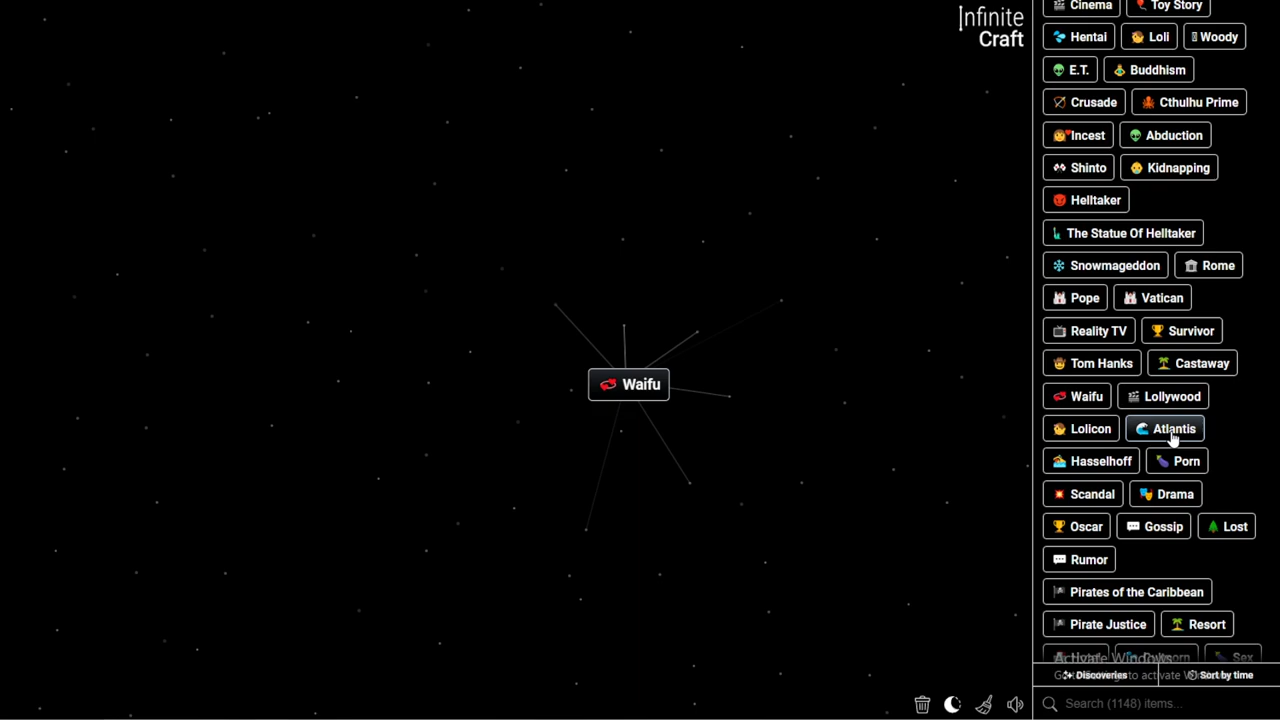 Infinite
Craft
Cinema Toy Story
Hentai Loli Woody
E.T. Buddhism
Crusade Cthulhu Prime
Incest Abduction
Shinto Kidnapping
Helltaker
The Statue Of Helltaker
Snowmageddon Rome
Pope Vatican
Reality TV Survivor
Tom Hanks Castaway
Waifu
Waifu Lollywood
Lolicon Atlantis
Hasselhoff Porn
Scandal Drama
Oscar Gossip Lost
Rumor
Pirates of the Caribbean
Pirate Justice Resort
Sex
Activate Windows
Discoveries to activate Sort by time
Search (1148) items...